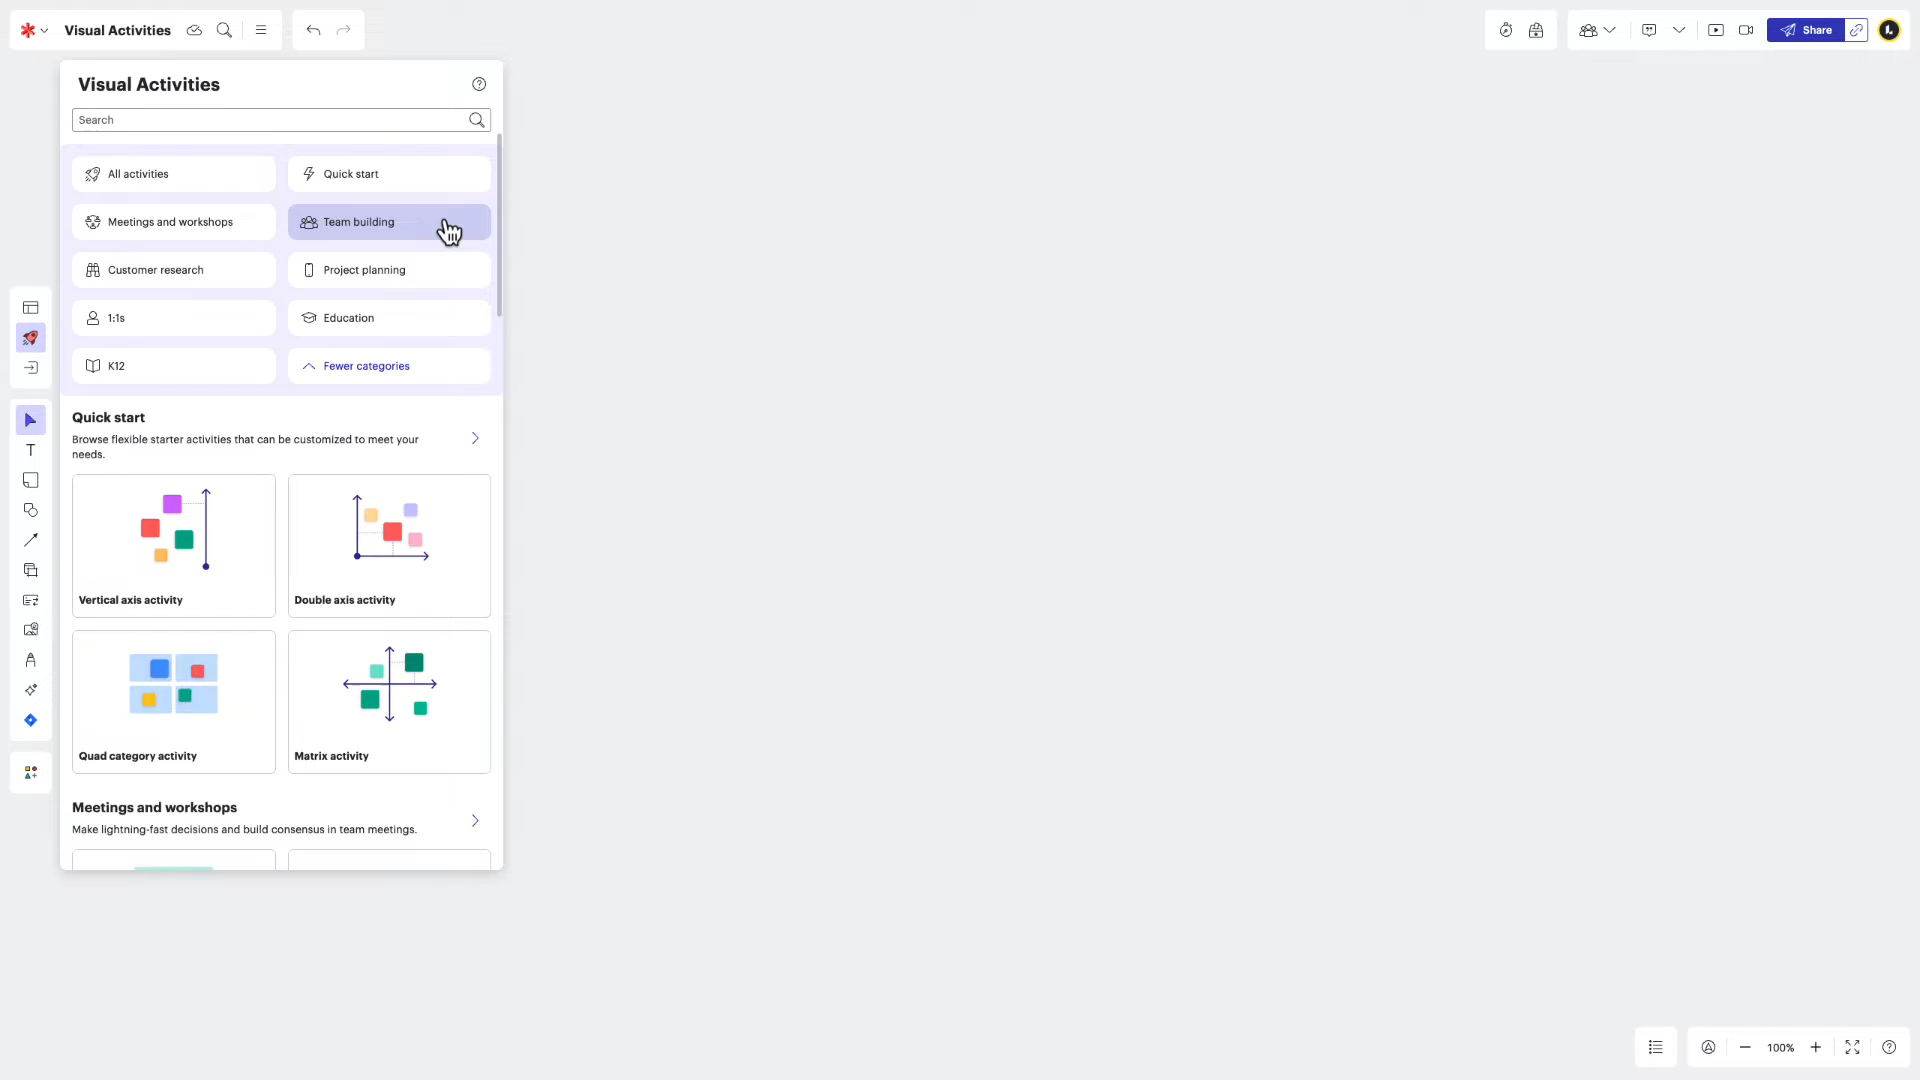 Visual Activities
Share
Visual Activities
Search
All activities
Quick start
Meetings and workshops
Team building
Customer research
Project planning
1:1s
Education
K12
Fewer categories
Quick start
Browse flexible starter activities that can be customized to meet your
needs.
Vertical axis activity
Double axis activity
Quad category activity
Matrix activity
Meetings and workshops
Make lightning-fast decisions and build consensus in team meetings.
T
100%